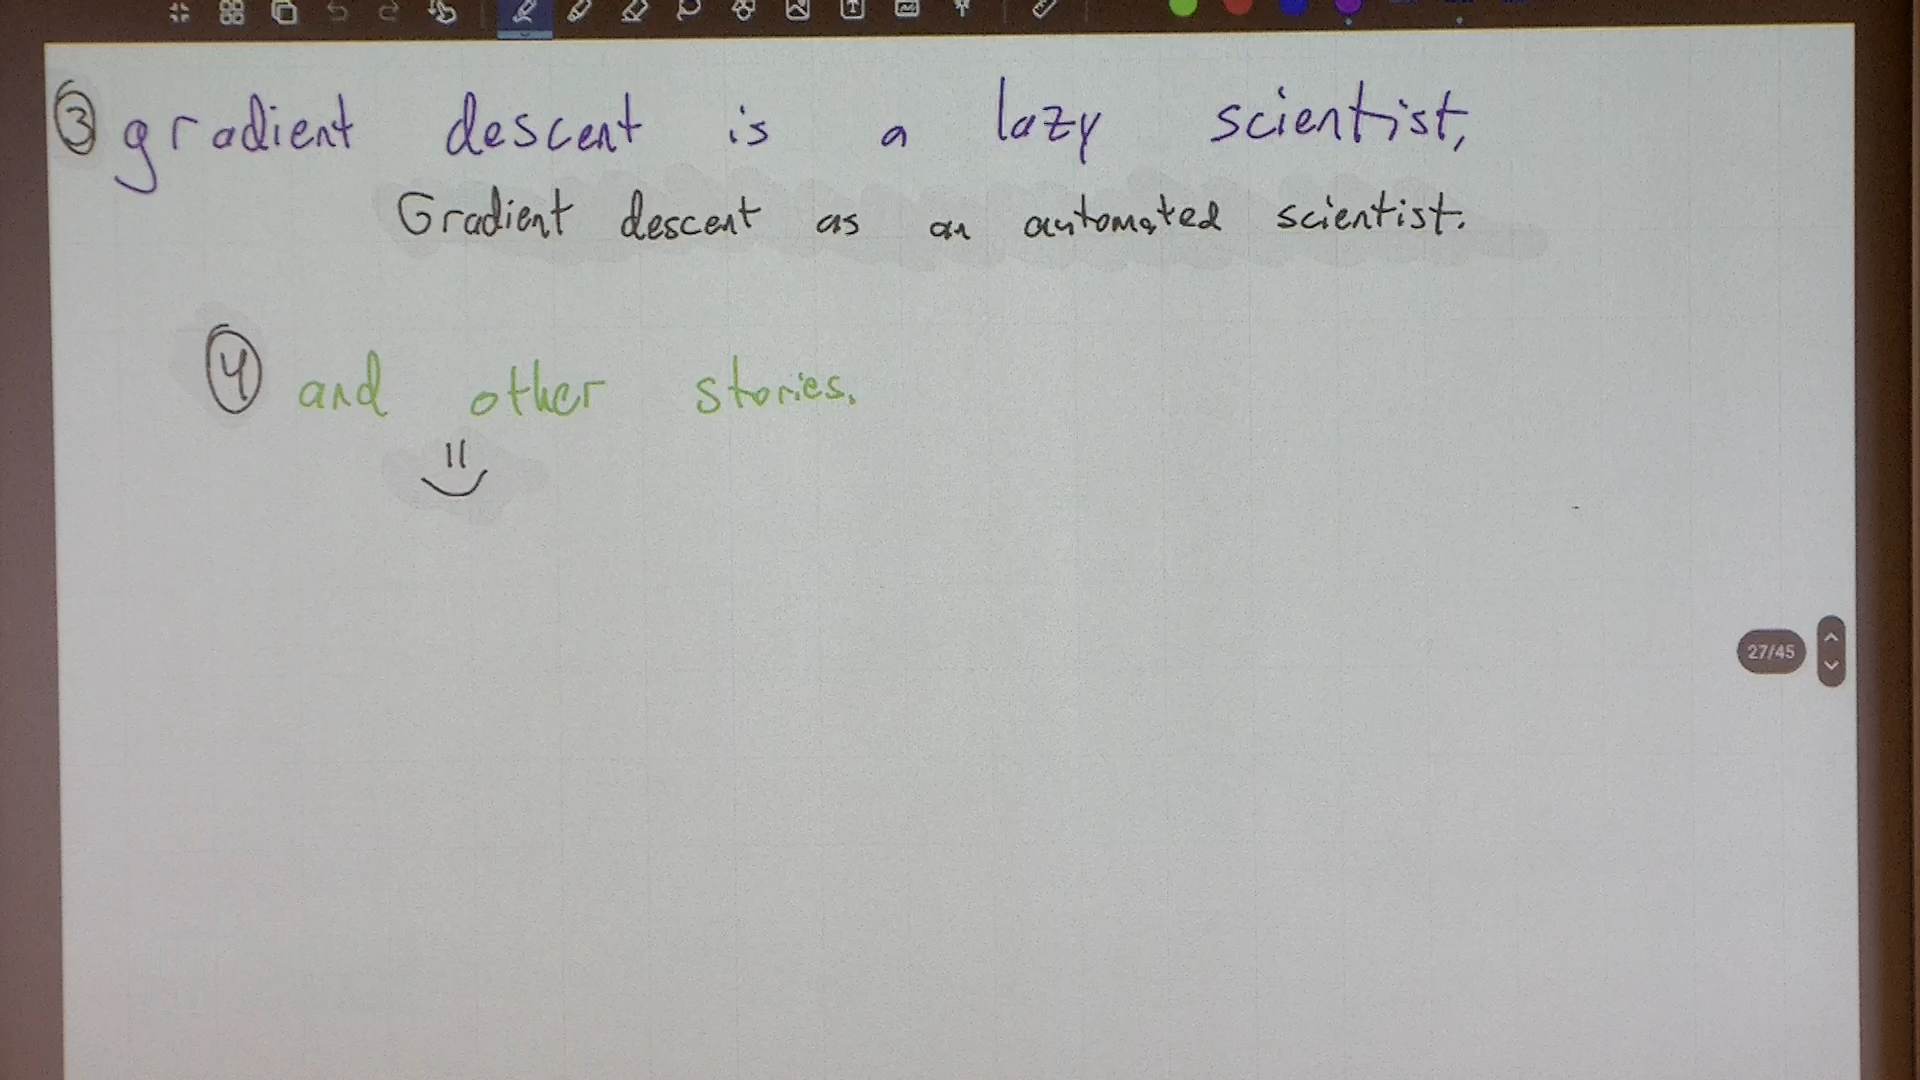 ③ gradient descent is a lazy scientist,
Gradient descent as an automated scientist.
④ and other stories.
27/45